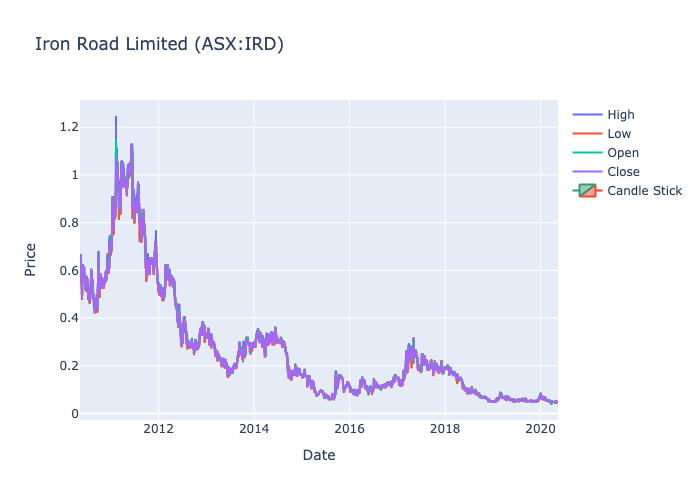 Iron Road Limited (ASX:IRD)
High
Low
Open
Close
Candle Stick
1.2
1
0.8
0.6
0.4
0.2
0
Price
2012
2014
2016
2018
2020
Date